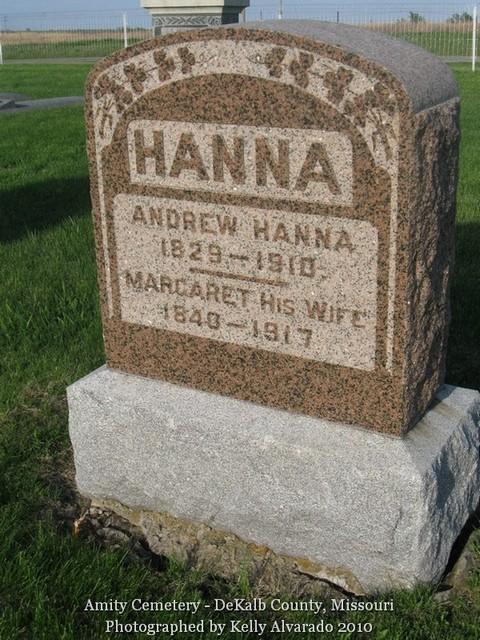 HANNA
ANDREW HANNA
1829-1910
MARGARET HIS WIFE
1840-1917
Amity Cemetery - DeKalb County, Missouri
Photographed by Kelly Alvarado 2010